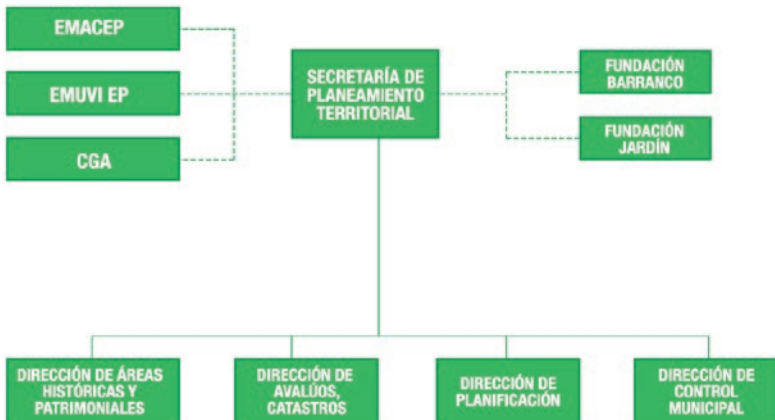 EMACEP
EMUVI EP
CGA
SECRETARÍA DE
PLANEAMIENTO
TERRITORIAL
FUNDACIÓN
BARRANCO
FUNDACIÓN
JARDÍN
DIRECCIÓN DE ÁREAS
HISTÓRICAS Y
PATRIMONIALES
DIRECCIÓN DE
AVALÚOS,
CATASTROS
DIRECCIÓN DE
PLANIFICACIÓN
DIRECCIÓN DE
CONTROL
MUNICIPAL